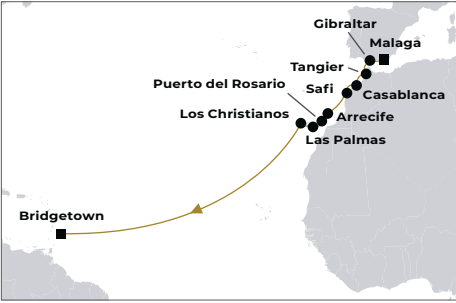 Gibraltar
Malaga
Tangier
Puerto del Rosario
Safi
Casablanca
Los Christianos
Arrecife
Las Palmas
Bridgetown